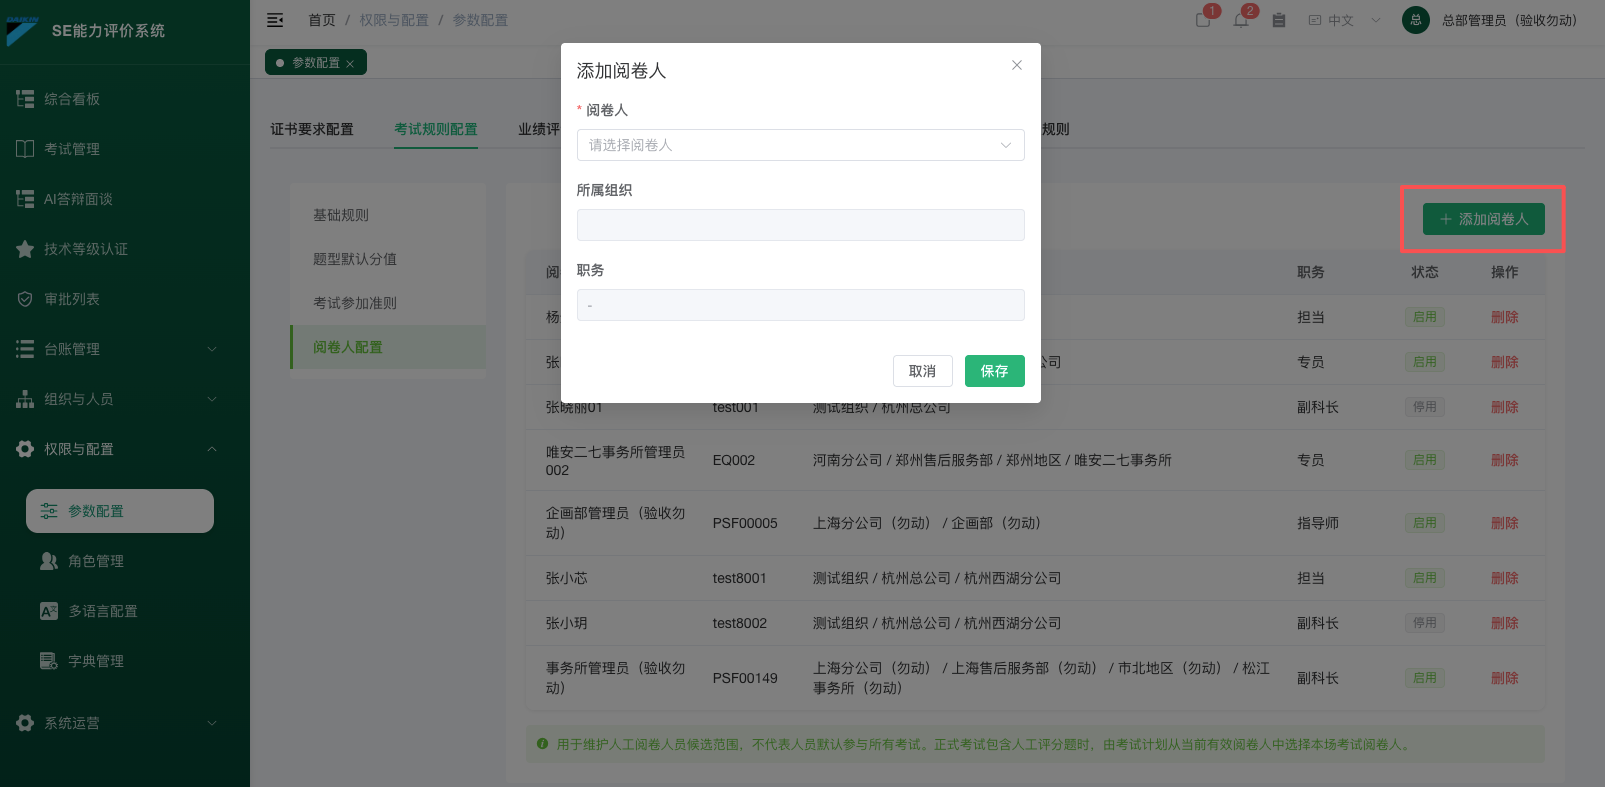 DAIKIN
SE能力评价系统
首页 / 权限与配置 / 参数配置
1
2
中文
总
总部管理员（验收勿动）
参数配置 ×
综合看板
考试管理
AI答辩面谈
技术等级认证
审批列表
台账管理
组织与人员
权限与配置
参数配置
角色管理
多语言配置
字典管理
系统运营
证书要求配置
考试规则配置
业绩评
规则
基础规则
题型默认分值
考试参加准则
阅卷人配置
添加阅卷人
* 阅卷人
请选择阅卷人
所属组织
职务
-
取消
保存
+ 添加阅卷人
阅 职务 状态 操作
杨 担当 启用 删除
张 公司 专员 启用 删除
张晓丽01 test001 测试组织 / 杭州总公司 副科长 停用 删除
唯安二七事务所管理员
002
EQ002 河南分公司 / 郑州售后服务部 / 郑州地区 / 唯安二七事务所 专员 启用 删除
企画部管理员（验收勿
动）
PSF00005 上海分公司（勿动） / 企画部（勿动） 指导师 启用 删除
张小芯 test8001 测试组织 / 杭州总公司 / 杭州西湖分公司 担当 启用 删除
张小玥 test8002 测试组织 / 杭州总公司 / 杭州西湖分公司 副科长 停用 删除
事务所管理员（验收勿
动）
PSF00149
上海分公司（勿动） / 上海售后服务部（勿动） / 市北地区（勿动） / 松江
事务所（勿动）
副科长 启用 删除
用于维护人工阅卷人员候选范围，不代表人员默认参与所有考试。正式考试包含人工评分题时，由考试计划从当前有效阅卷人中选择本场考试阅卷人。